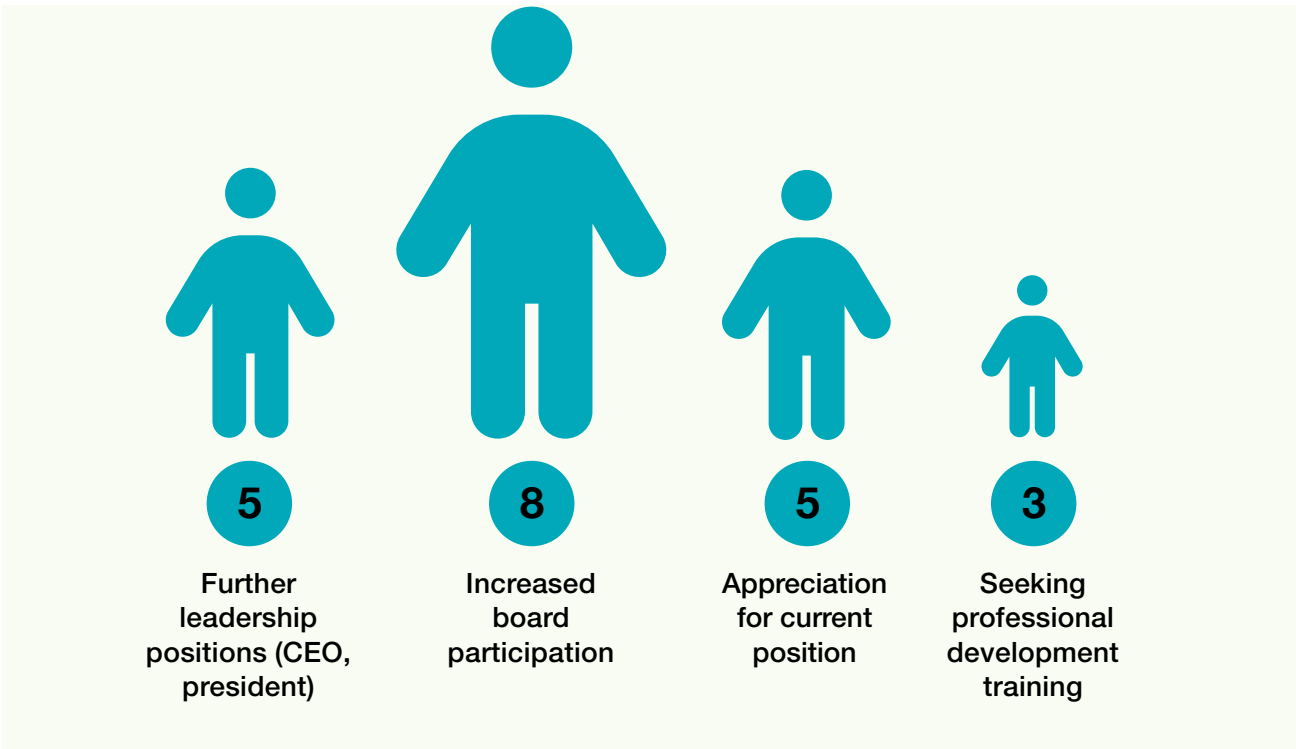 5
Further
leadership
positions (CEO,
president)
8
Increased
board
participation
5
Appreciation
for current
position
3
Seeking
professional
development
training